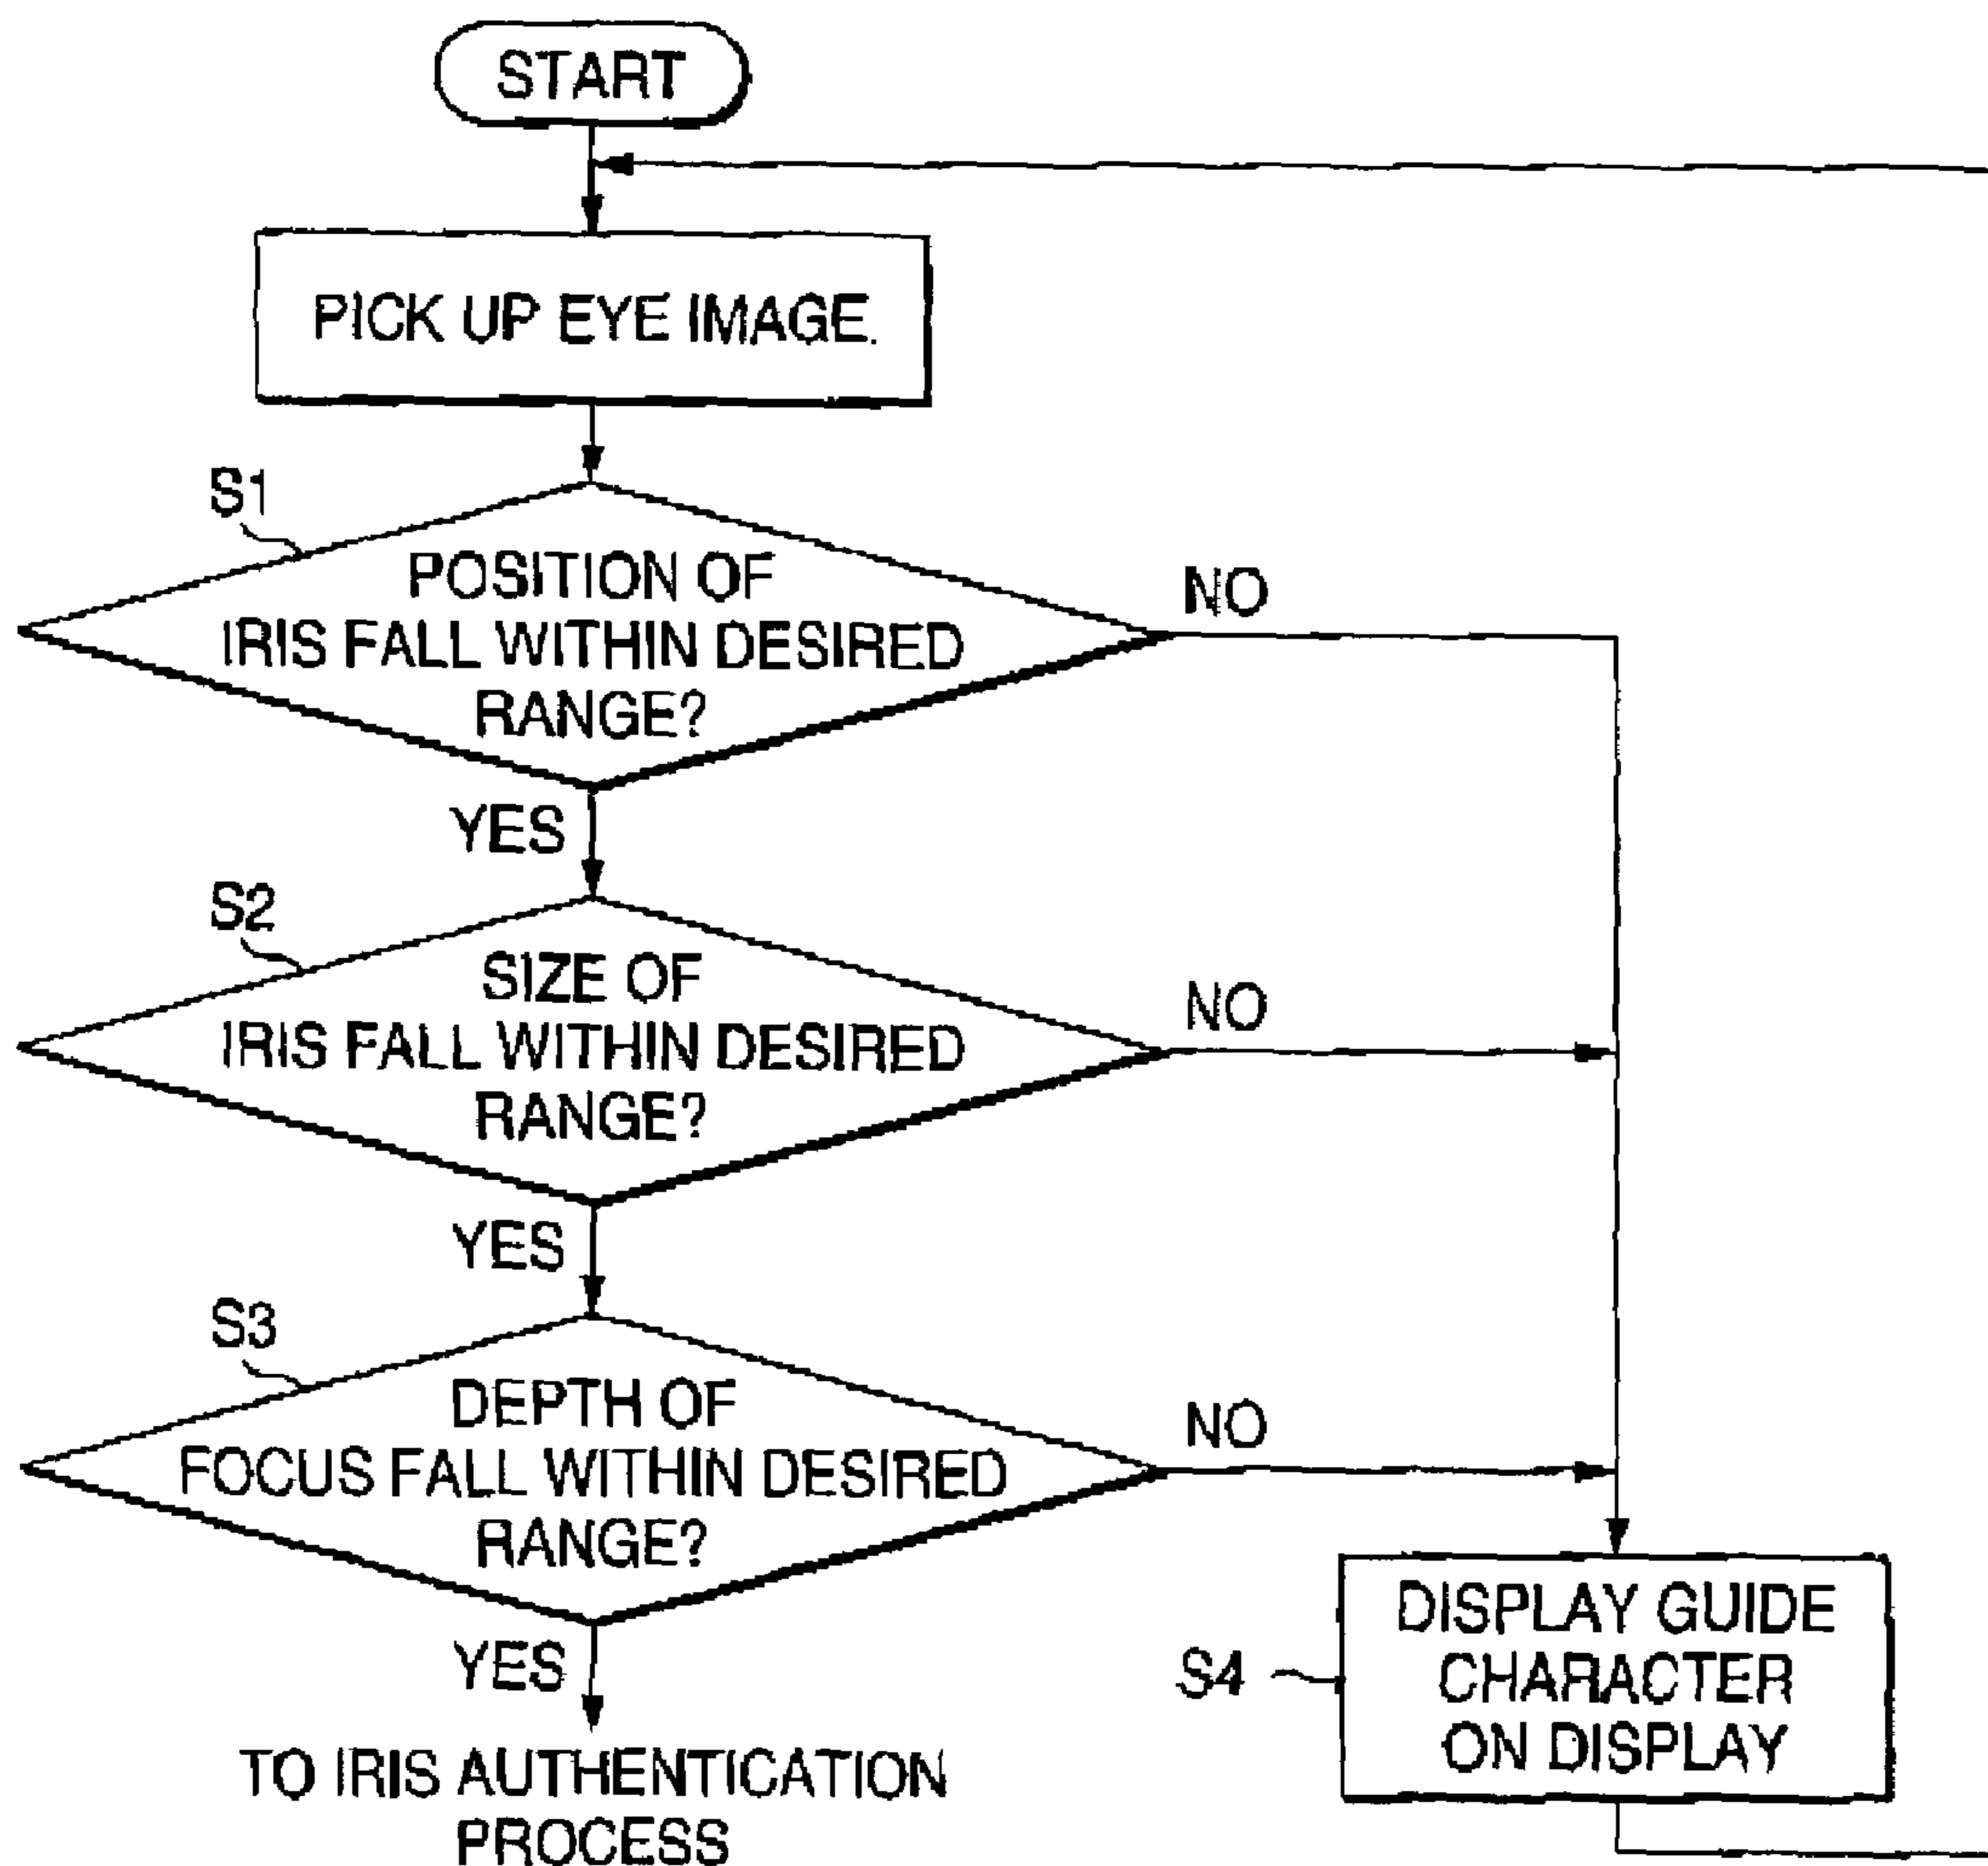 START
PICK UP EYE IMAGE.
S1
POSITION OF
IRIS FALL WITHIN DESIRED
RANGE?
NO
YES
S2
SIZE OF
IRIS FALL WITHIN DESIRED
RANGE?
NO
YES
S3
DEPTH OF
FOCUS FALL WITHIN DESIRED
RANGE?
NO
YES
S4
DISPLAY GUIDE
CHARACTER
ON DISPLAY
TO IRIS AUTHENTICATION
PROCESS